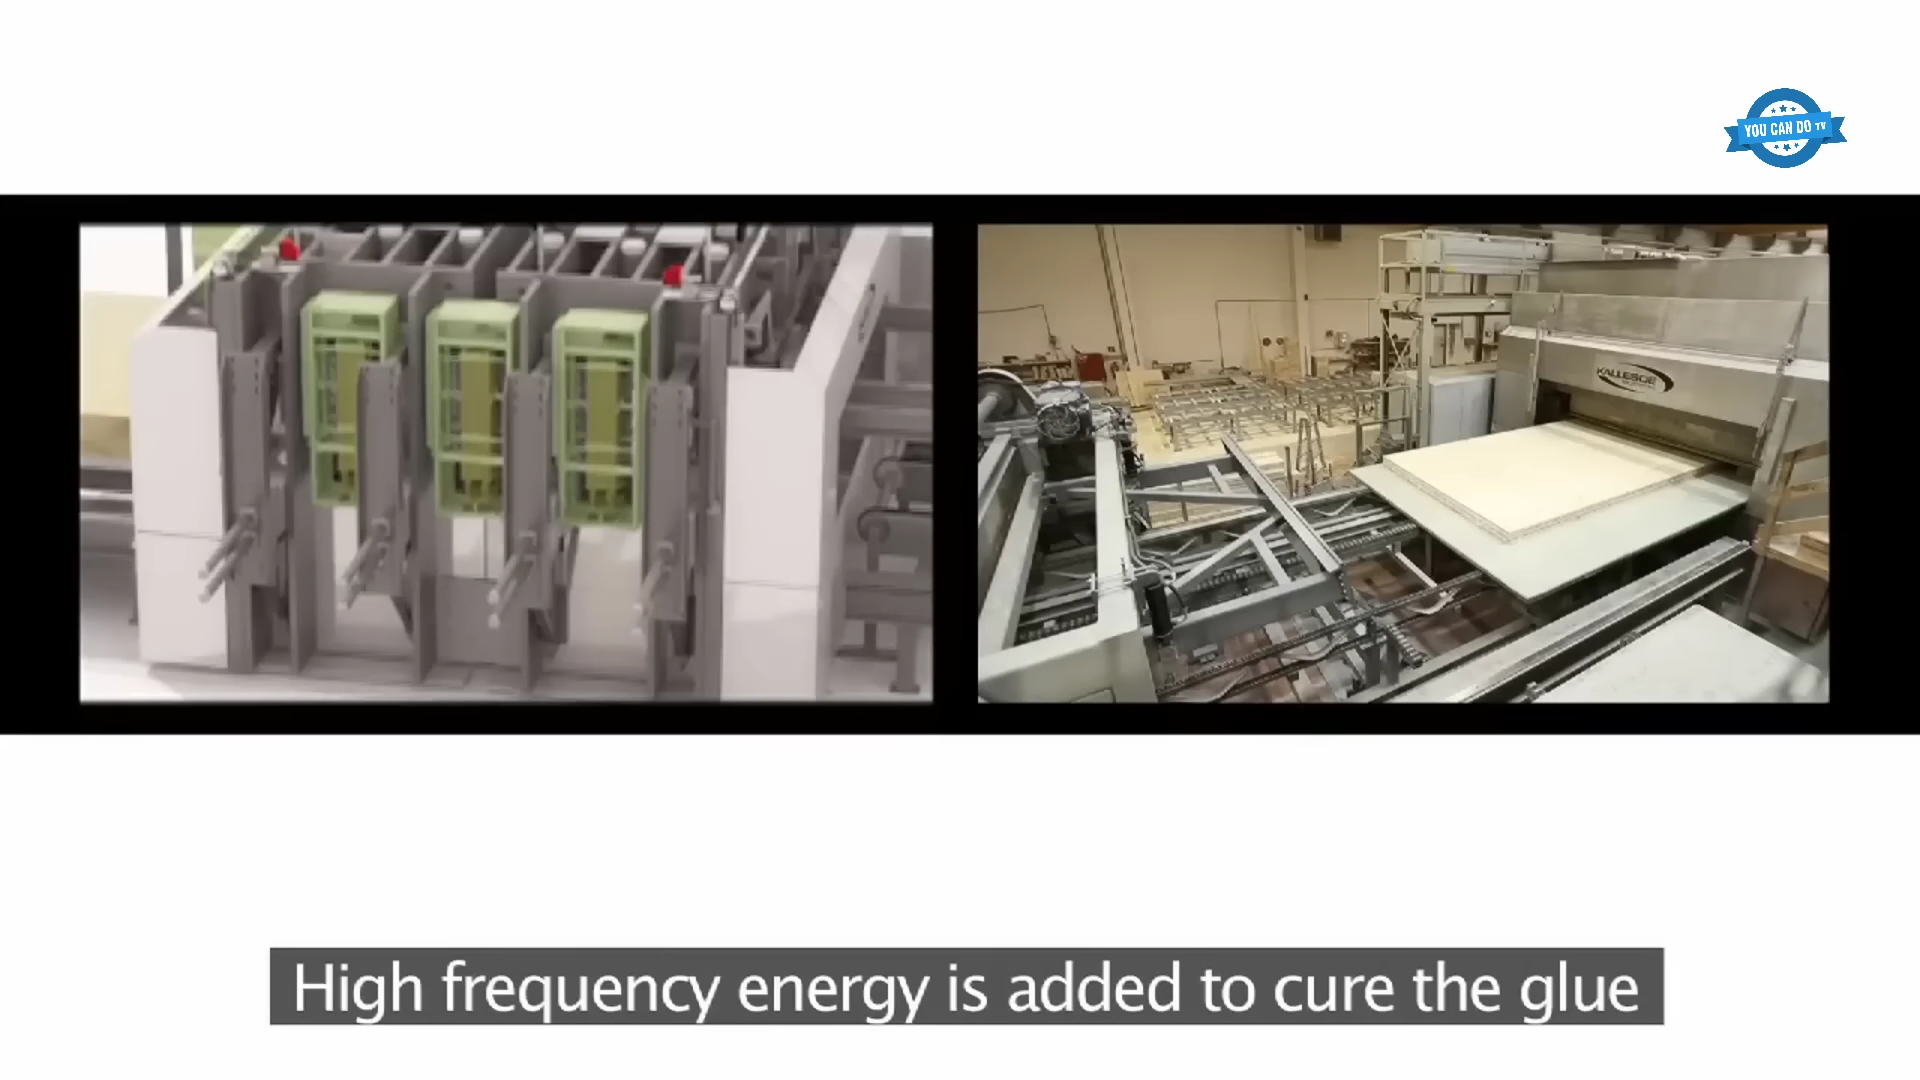 YOU CAN DO TV
KALLESOE
High frequency energy is added to cure the glue